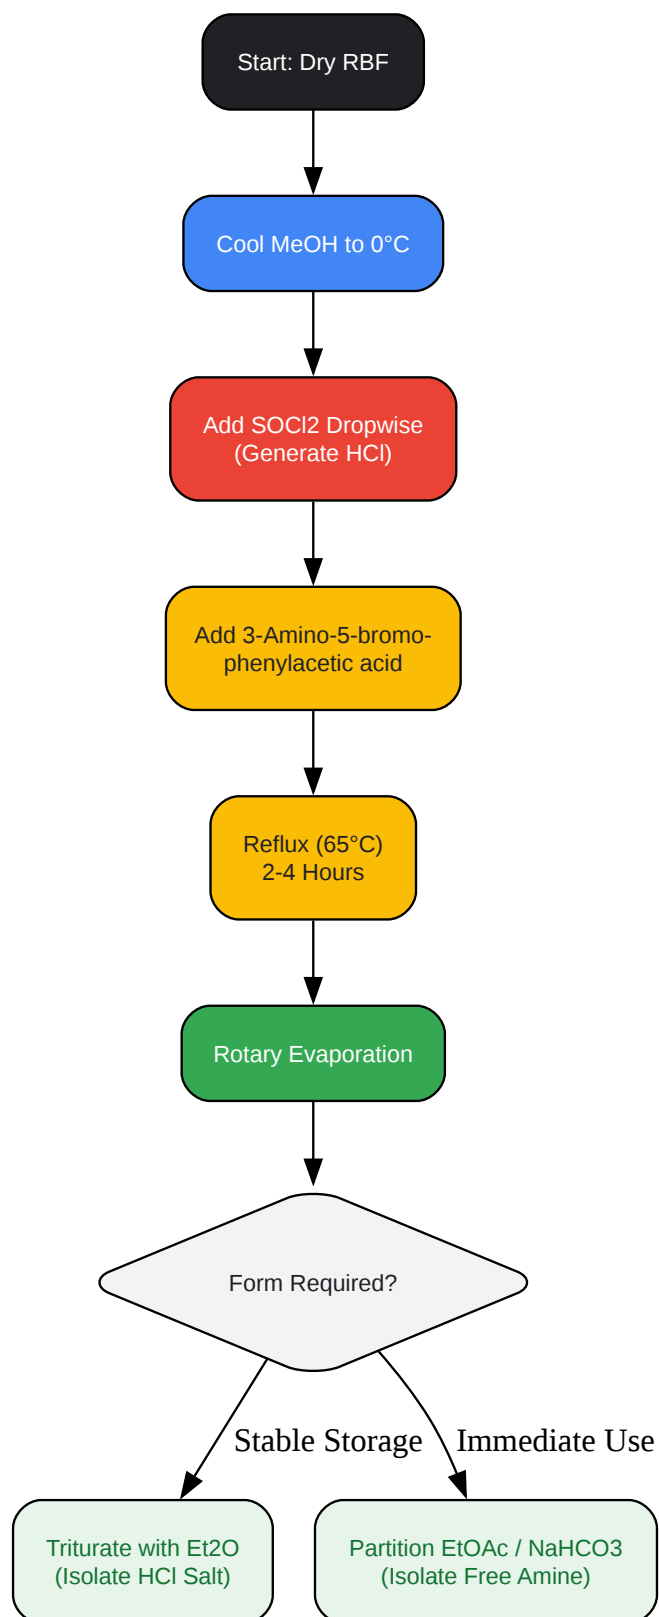 Start: Dry RBF
Cool MeOH to 0°C
Add SOCl2 Dropwise
(Generate HCl)
Add 3-Amino-5-bromo-
phenylacetic acid
Reflux (65°C)
2-4 Hours
Rotary Evaporation
Form Required?
Stable Storage
Immediate Use
Triturate with Et2O
(Isolate HCl Salt)
Partition EtOAc / NaHCO3
(Isolate Free Amine)